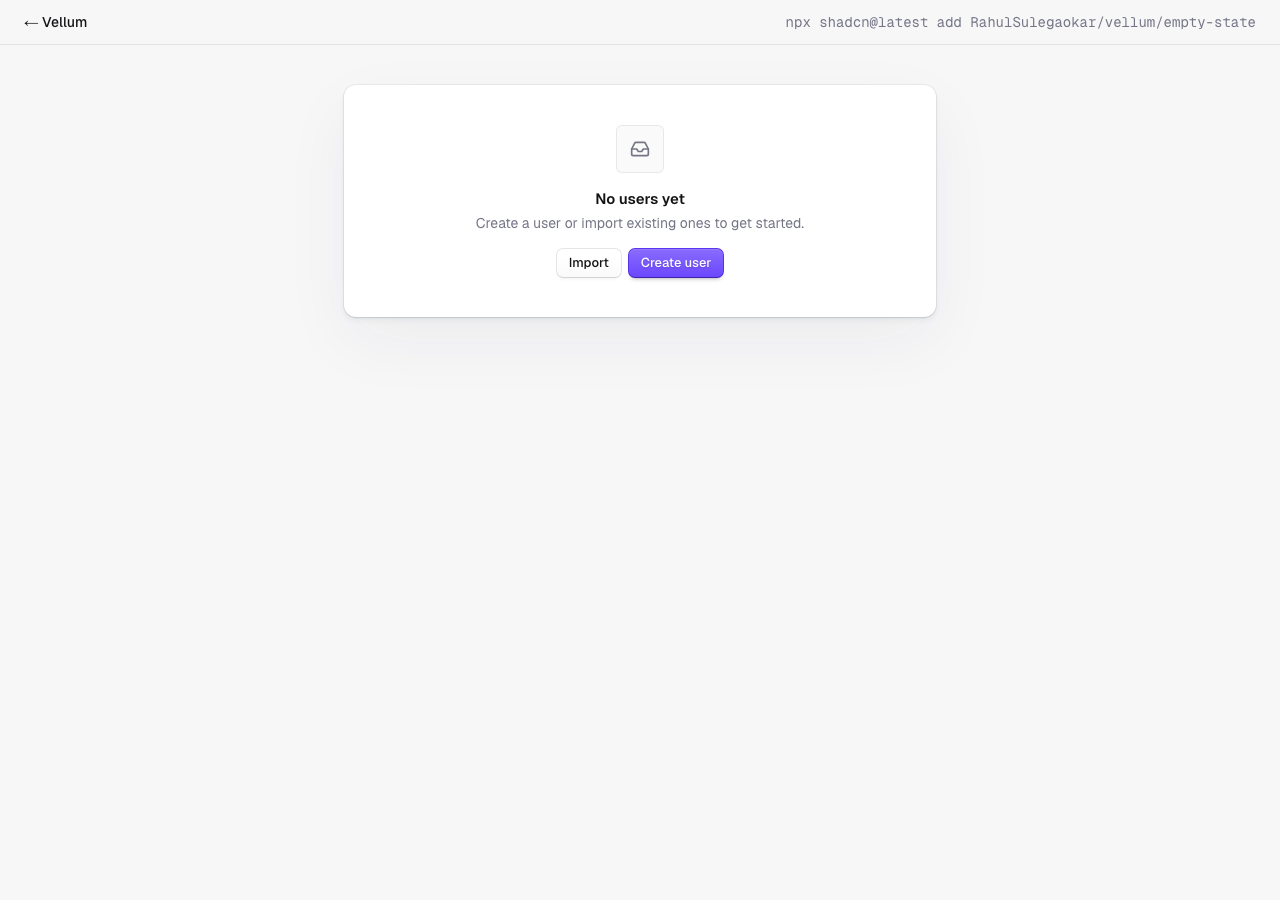 ← Vellum
npx shadcn@latest add RahulSulegaokar/vellum/empty-state
No users yet
Create a user or import existing ones to get started.
Import
Create user